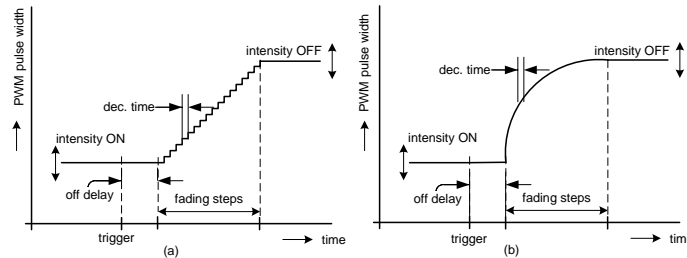 PWM pulse width
intensity OFF
dec. time
intensity ON
off delay
fading steps
trigger
time
(a)
PWM pulse width
intensity OFF
dec. time
intensity ON
off delay
fading steps
trigger
tim
(b)